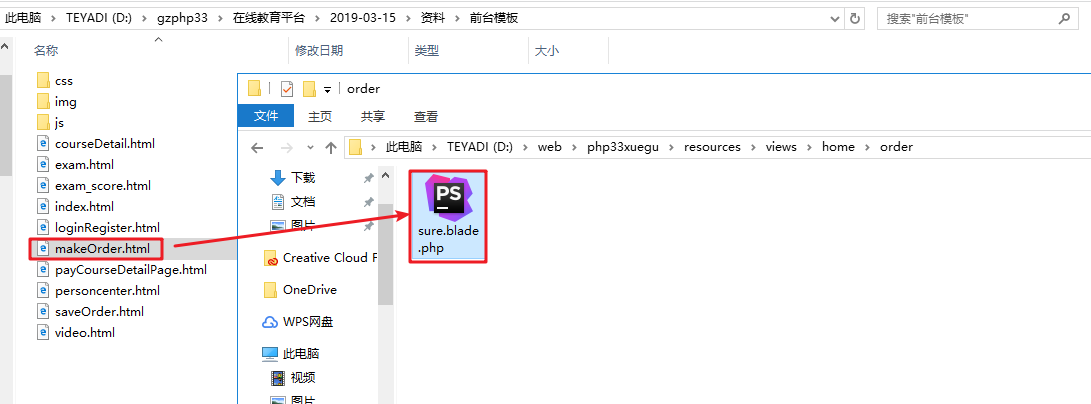 此电脑 > TEYADI (D:) > gzphp33 > 在线教育平台 > 2019-03-15 > 资料 > 前台模板
搜索"前台模板"
名称 修改日期 类型 大小
css
img
js
courseDetail.html
exam.html
exam_score.html
index.html
loginRegister.html
makeOrder.html
payCourseDetailPage.html
personcenter.html
saveOrder.html
video.html
order
文件 主页 共享 查看
此电脑 > TEYADI (D:) > web > php33xuegu > resources > views > home > order
下载
文档
图片
Creative Cloud F
OneDrive
WPS网盘
此电脑
视频
图片
PS
sure.blade
.php